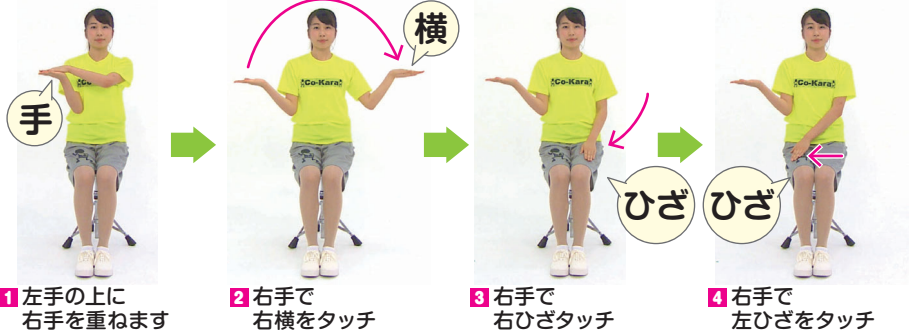 手
横
ひざ
ひざ
Co-Kara
Co-Kara
Co-Kara
1 左手の上に
右手を重ねます
2 右手で
右横をタッチ
3 右手で
右ひざタッチ
4 右手で
左ひざをタッチ